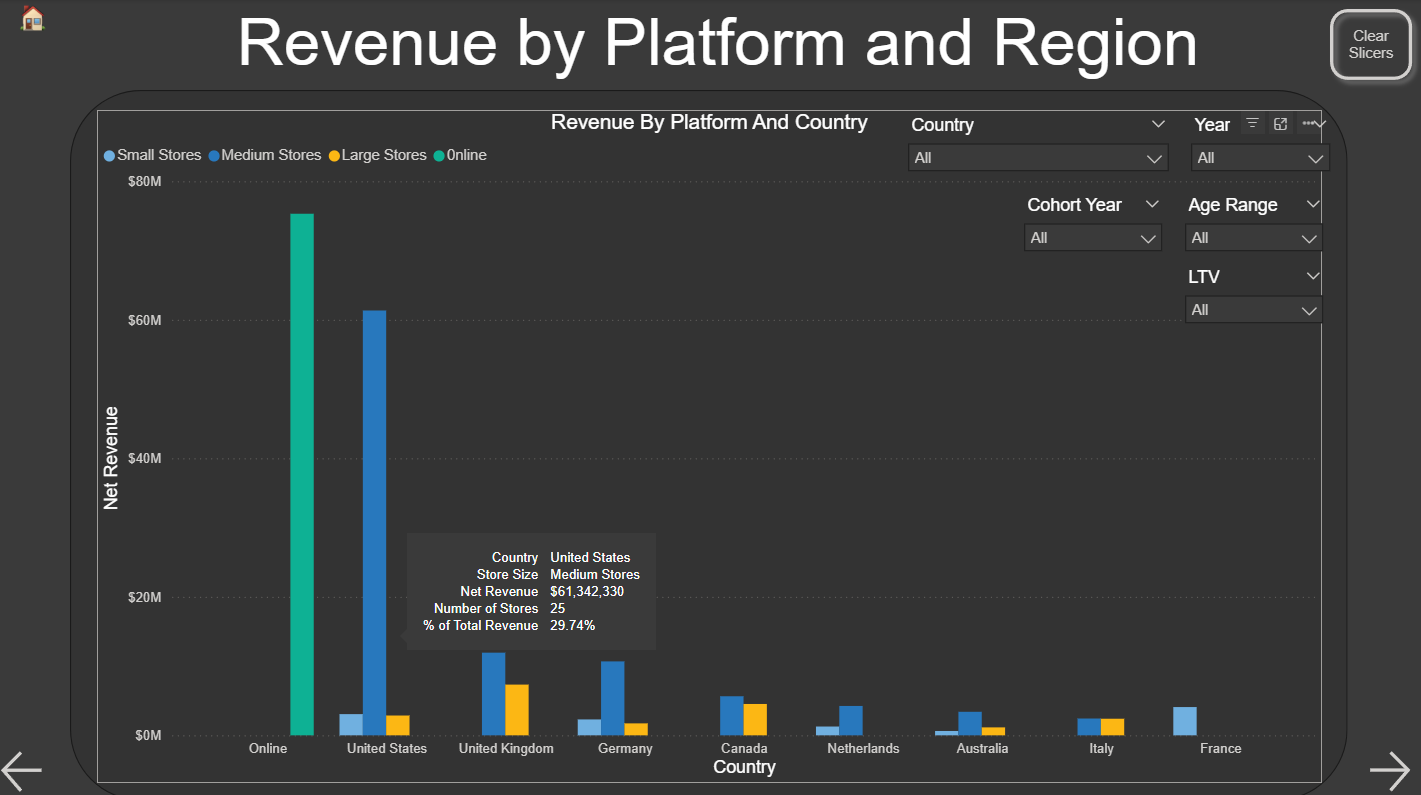 Revenue by Platform and Region
Clear
Slicers
Revenue By Platform And Country
Country
Year
Small Stores Medium Stores Large Stores 0nline
All
All
$80M
Cohort Year
Age Range
All
All
LTV
All
$60M
$40M
$20M
$0M
Net Revenue
Country United States
Store Size Medium Stores
Net Revenue $61,342,330
Number of Stores 25
% of Total Revenue 29.74%
Online United States United Kingdom Germany Canada Netherlands Australia Italy France
Country